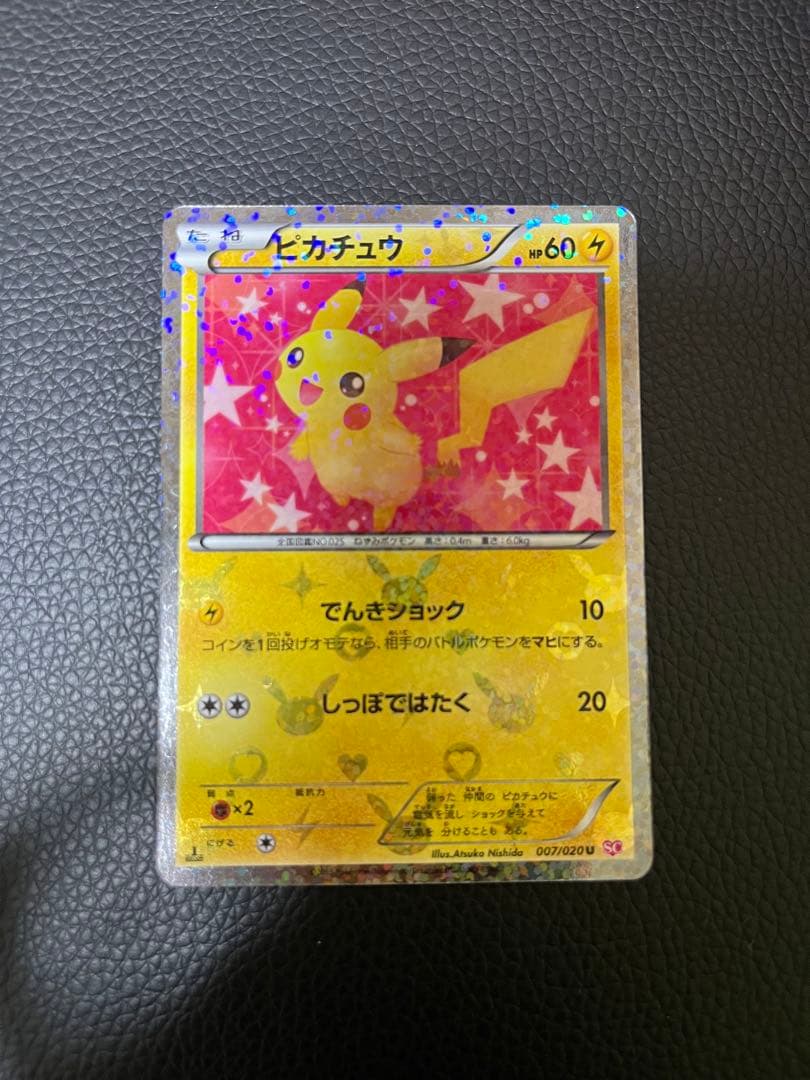 たね ピカチュウ HP60
全国図鑑NO.025 ねずみポケモン 高さ:0.4m 重さ:6.0kg
でんきショック 10
コインを1回投げオモテなら、相手のバトルポケモンをマヒにする。
しっぽではたく 20
弱点 抵抗力
×2
弱った 仲間の ピカチュウに
電気を流し ショックを与えて
元気を 分けることも ある。
にげる
Illus.Atsuko Nishida 007/020 U SC